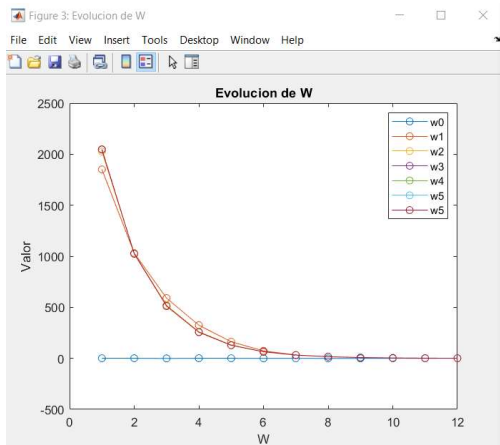 Figure 3: Evolucion de W
File Edit View Insert Tools Desktop Window Help
Evolucion de W
2500
2000
1500
1000
500
0
-500
Valor
0 2 4 6 8 10 12
W
w0
w1
w2
w3
w4
w5
w5